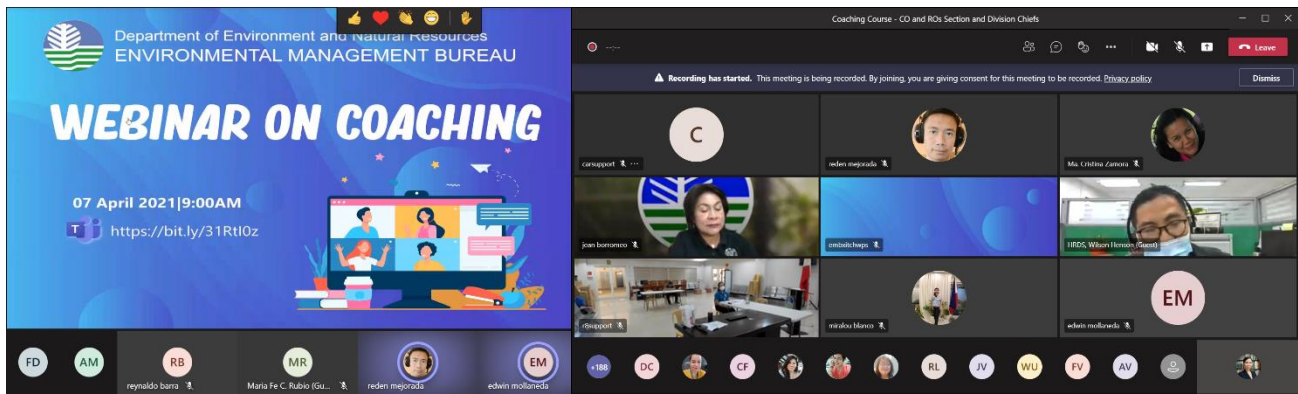 Department of Environment and Natural Resources
ENVIRONMENTAL MANAGEMENT BUREAU
WEBINAR ON COACHING
07 April 2021|9:00AM
T
https://bit.ly/31RtI0z
FD
AM
RB
reynaldo barra
MR
Maria Fe C. Rubio (Gu...
reden mejorada
EM
edwin mollaneda
Coaching Course - CO and ROs Section and Division Chiefs
--:--
Leave
Recording has started. This meeting is being recorded. By joining, you are giving consent for this meeting to be recorded. Privacy policy
Dismiss
C
carsupport
reden mejorada
Ma. Cristina Zamora
joan borromeo
embsitchwps
HRDS, Wilson Henson (Guest)
r8support
miralou blanco
EM
edwin mollaneda
+188
DC
CF
RL
JV
WU
FV
AV